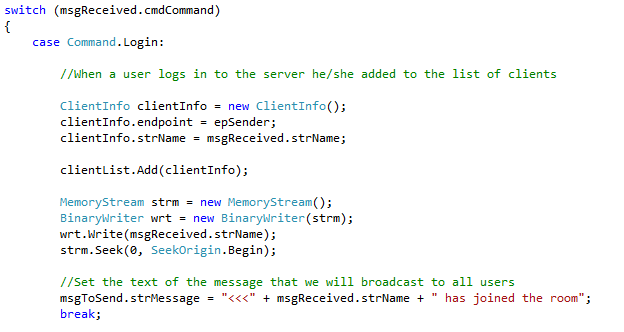 switch (msgReceived.cmdCommand)
{
case Command.Login:
//When a user logs in to the server he/she added to the list of clients
ClientInfo clientInfo = new ClientInfo();
clientInfo.endpoint = epSender;
clientInfo.strName = msgReceived.strName;
clientList.Add(clientInfo);
MemoryStream strm = new MemoryStream();
BinaryWriter wrt = new BinaryWriter(strm);
wrt.Write(msgReceived.strName);
strm.Seek(0, SeekOrigin.Begin);
//Set the text of the message that we will broadcast to all users
msgToSend.strMessage = "<<<" + msgReceived.strName + " has joined the room";
break;